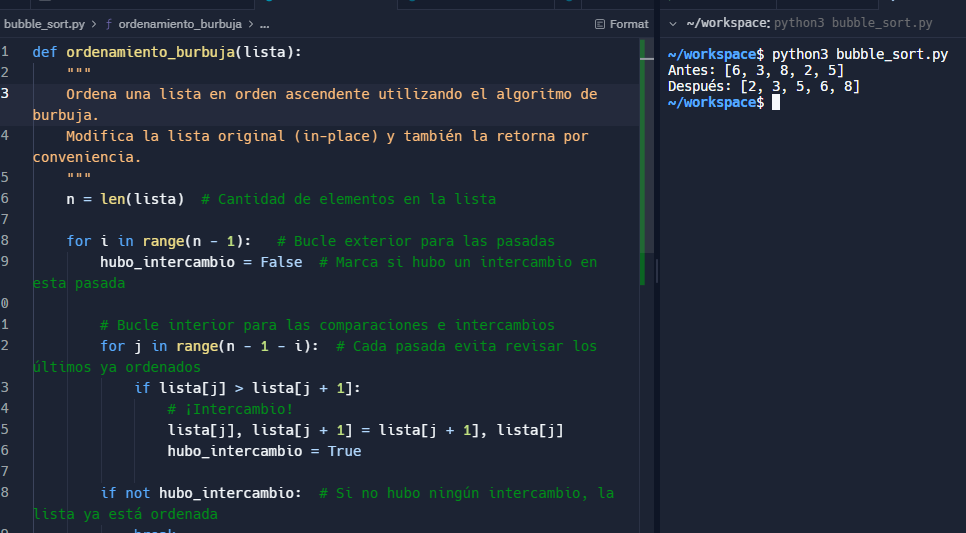 bubble_sort.py > ƒ ordenamiento_burbuja > ...
Format
1 def ordenamiento_burbuja(lista):
2 """
3 Ordena una lista en orden ascendente utilizando el algoritmo de
burbuja.
4 Modifica la lista original (in-place) y también la retorna por
conveniencia.
5 """
6 n = len(lista) # Cantidad de elementos en la lista
7
8 for i in range(n - 1): # Bucle exterior para las pasadas
9 hubo_intercambio = False # Marca si hubo un intercambio en
esta pasada
0
1 # Bucle interior para las comparaciones e intercambios
2 for j in range(n - 1 - i): # Cada pasada evita revisar los
últimos ya ordenados
3 if lista[j] > lista[j + 1]:
4 # ¡Intercambio!
5 lista[j], lista[j + 1] = lista[j + 1], lista[j]
6 hubo_intercambio = True
7
8 if not hubo_intercambio: # Si no hubo ningún intercambio, la
lista ya está ordenada
9 break
~/workspace: python3 bubble_sort.py
~/workspace$ python3 bubble_sort.py
Antes: [6, 3, 8, 2, 5]
Después: [2, 3, 5, 6, 8]
~/workspace$